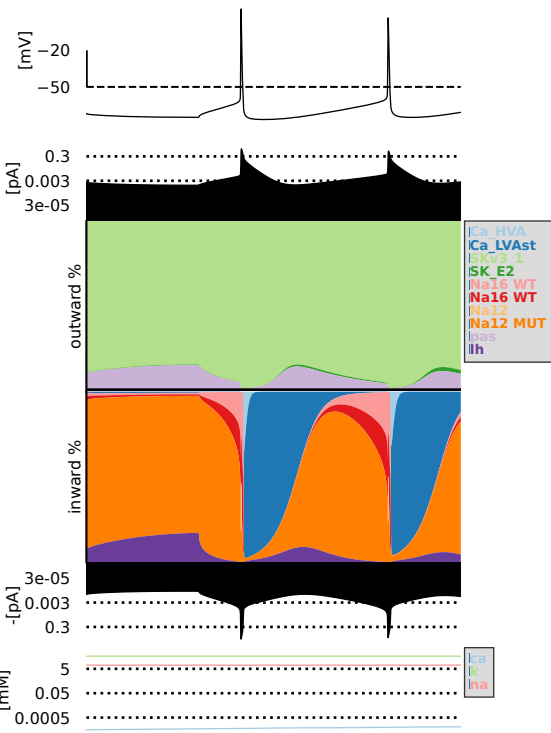 [mV]
−20
−50
[pA]
0.3
0.003
3e-05
outward %
Ca_HVA
Ca_LVAst
SKv3_1
SK_E2
Na16 WT
Na16 WT
Na12
Na12 MUT
pas
Ih
inward %
-[pA]
3e-05
0.003
0.3
[mM]
5
0.05
0.0005
ca
k
na